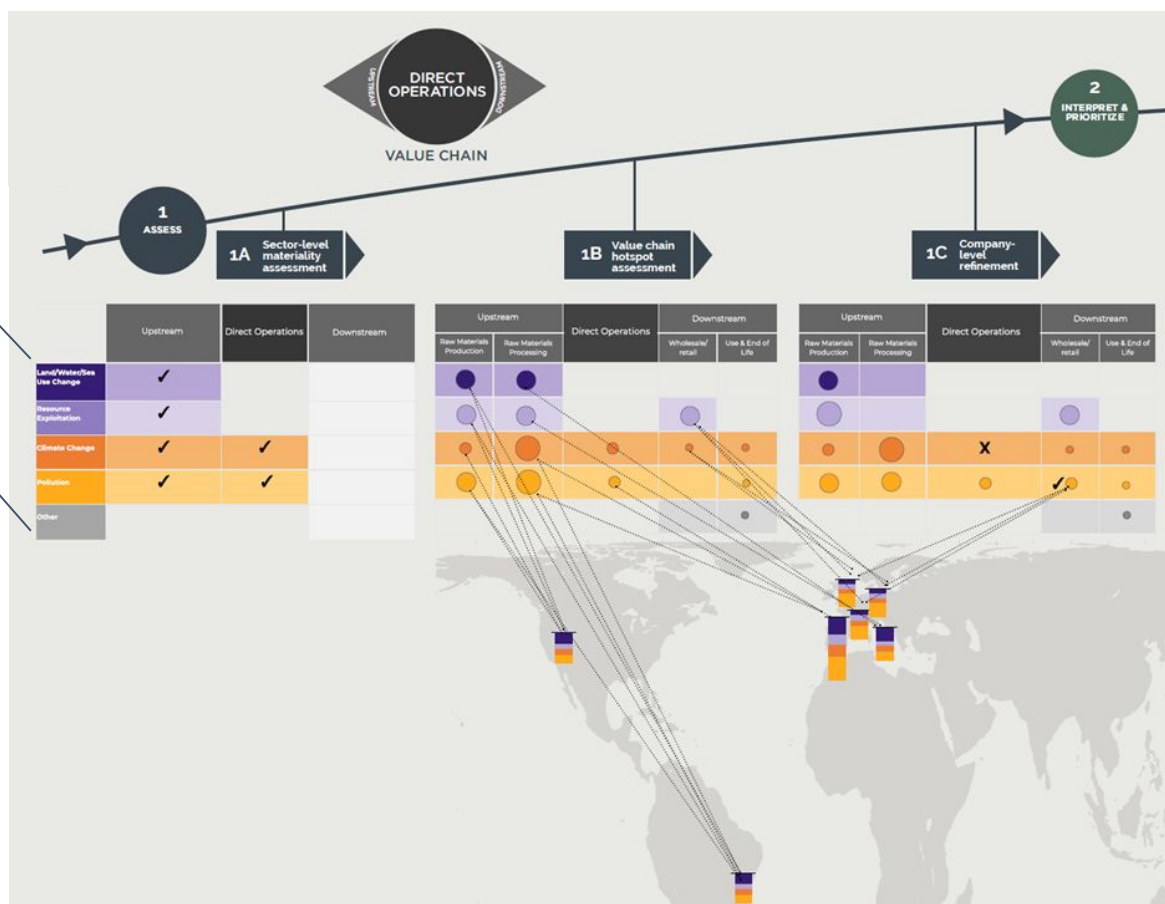 UPSTREAM
DIRECT
OPERATIONS
DOWNSTREAM
VALUE CHAIN
2
INTERPRET &
PRIORITIZE
1
ASSESS
1A
Sector-level
materiality
assessment
1B
Value chain
hotspot
assessment
1C
Company-
level
refinement
Upstream
Direct Operations
Downstream
Upstream
Direct Operations
Downstream
Raw Materials
Production
Raw Materials
Processing
Wholesale/
retail
Use & End of
Life
Upstream
Direct Operations
Downstream
Raw Materials
Production
Raw Materials
Processing
Wholesale/
retail
Use & End of
Life
Land/Water/Sea
Use Change
✓
Resource
Exploitation
✓
Climate Change
✓ ✓
X
Pollution
✓ ✓
✓
Other